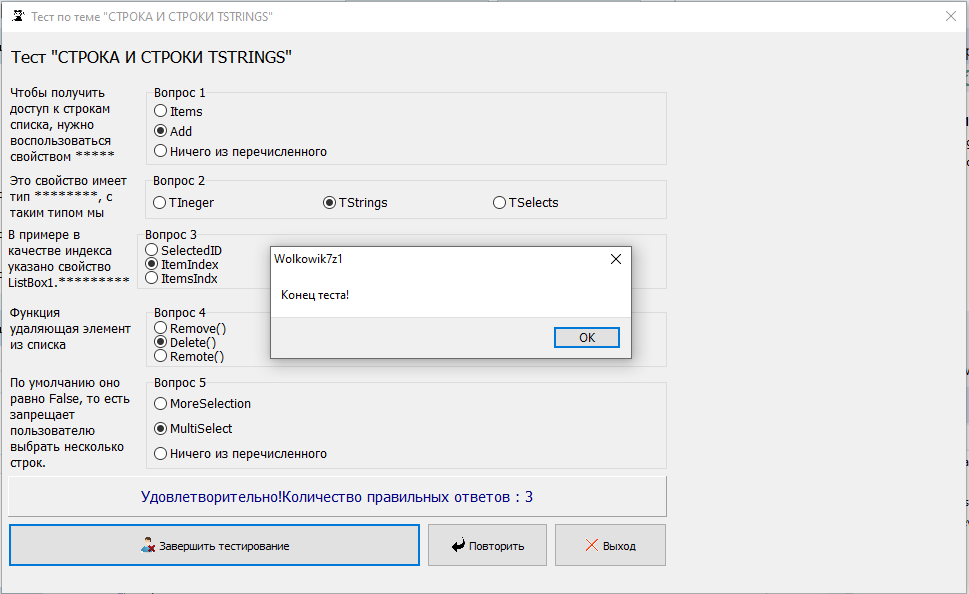 Тест по теме "СТРОКА И СТРОКИ TSTRINGS"
Тест "СТРОКА И СТРОКИ TSTRINGS"
Чтобы получить
доступ к строкам
списка, нужно
воспользоваться
свойством *****
Вопрос 1
Items
Add
Ничего из перечисленного
Это свойство имеет
тип ********, с
таким типом мы
Вопрос 2
TIneger
TStrings
TSelects
В примере в
качестве индекса
указано свойство
ListBox1.*********
Вопрос 3
SelectedID
ItemIndex
ItemsIndx
Wolkowik7z1
Конец теста!
OK
Функция
удаляющая элемент
из списка
Вопрос 4
Remove()
Delete()
Remote()
По умолчанию оно
равно False, то есть
запрещает
пользователю
выбрать несколько
строк.
Вопрос 5
MoreSelection
MultiSelect
Ничего из перечисленного
Удовлетворительно!Количество правильных ответов : 3
Завершить тестирование
Повторить
Выход